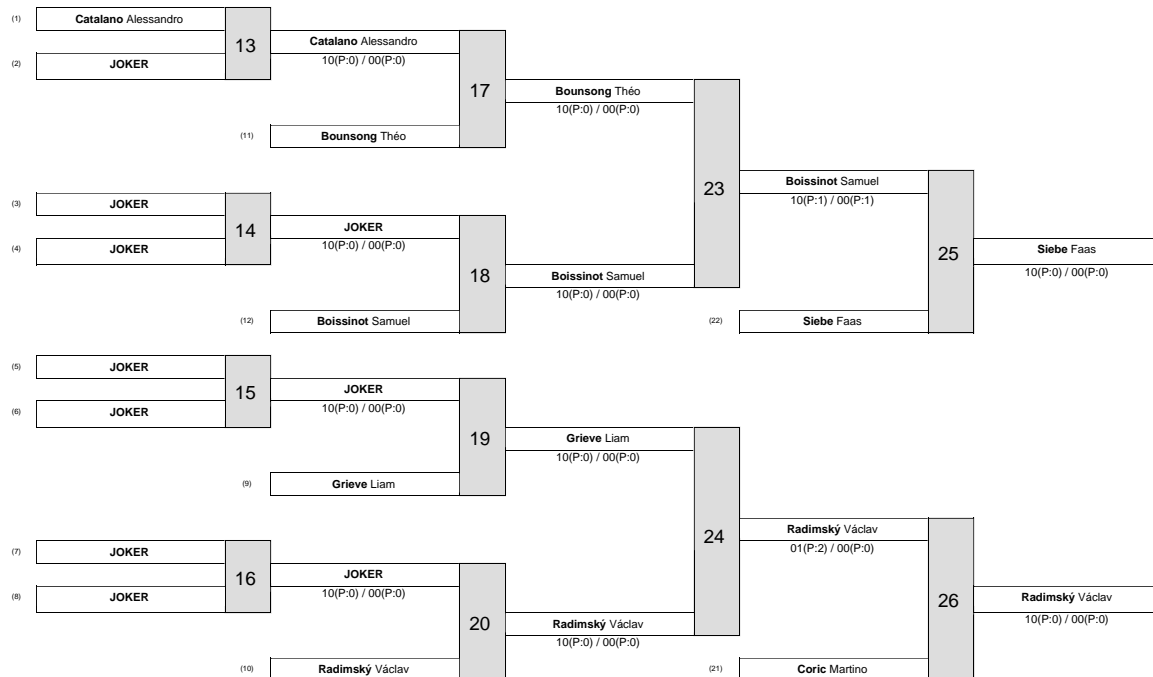 (1) Catalano Alessandro
13
Catalano Alessandro
10(P:0) / 00(P:0)
(2) JOKER
17
Bounsong Théo
10(P:0) / 00(P:0)
(11) Bounsong Théo
23
Boissinot Samuel
10(P:1) / 00(P:1)
(3) JOKER
14
JOKER
10(P:0) / 00(P:0)
(4) JOKER
18
Boissinot Samuel
10(P:0) / 00(P:0)
(12) Boissinot Samuel
25
Siebe Faas
10(P:0) / 00(P:0)
(22) Siebe Faas
(5) JOKER
15
JOKER
10(P:0) / 00(P:0)
(6) JOKER
19
Grieve Liam
10(P:0) / 00(P:0)
(9) Grieve Liam
24
Radimský Václav
01(P:2) / 00(P:0)
(7) JOKER
16
JOKER
10(P:0) / 00(P:0)
(8) JOKER
20
Radimský Václav
10(P:0) / 00(P:0)
(10) Radimský Václav
26
Radimský Václav
10(P:0) / 00(P:0)
(21) Coric Martino